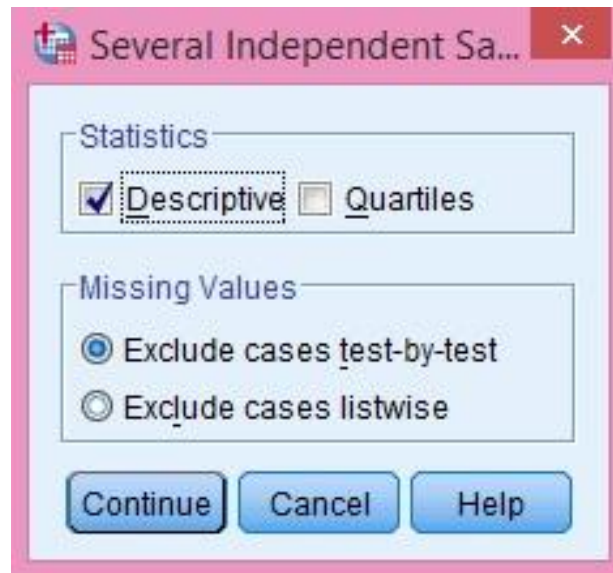 Several Independent Sa...
Statistics
Descriptive Quartiles
Missing Values
Exclude cases test-by-test
Exclude cases listwise
Continue Cancel Help